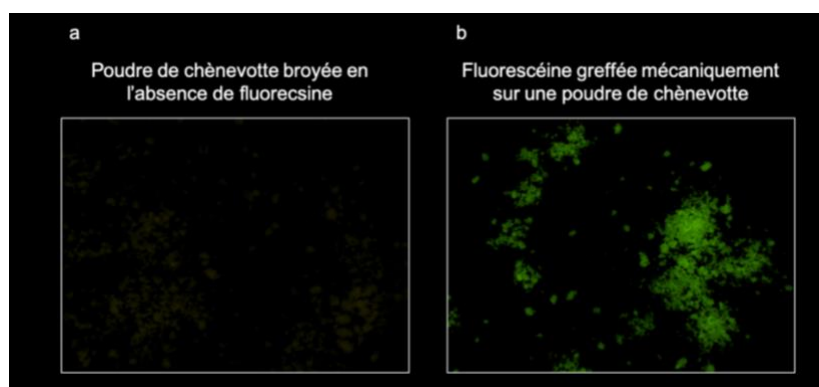 a
Poudre de chènevotte broyée en
l'absence de fluorecsine
b
Fluorescéine greffée mécaniquement
sur une poudre de chènevotte